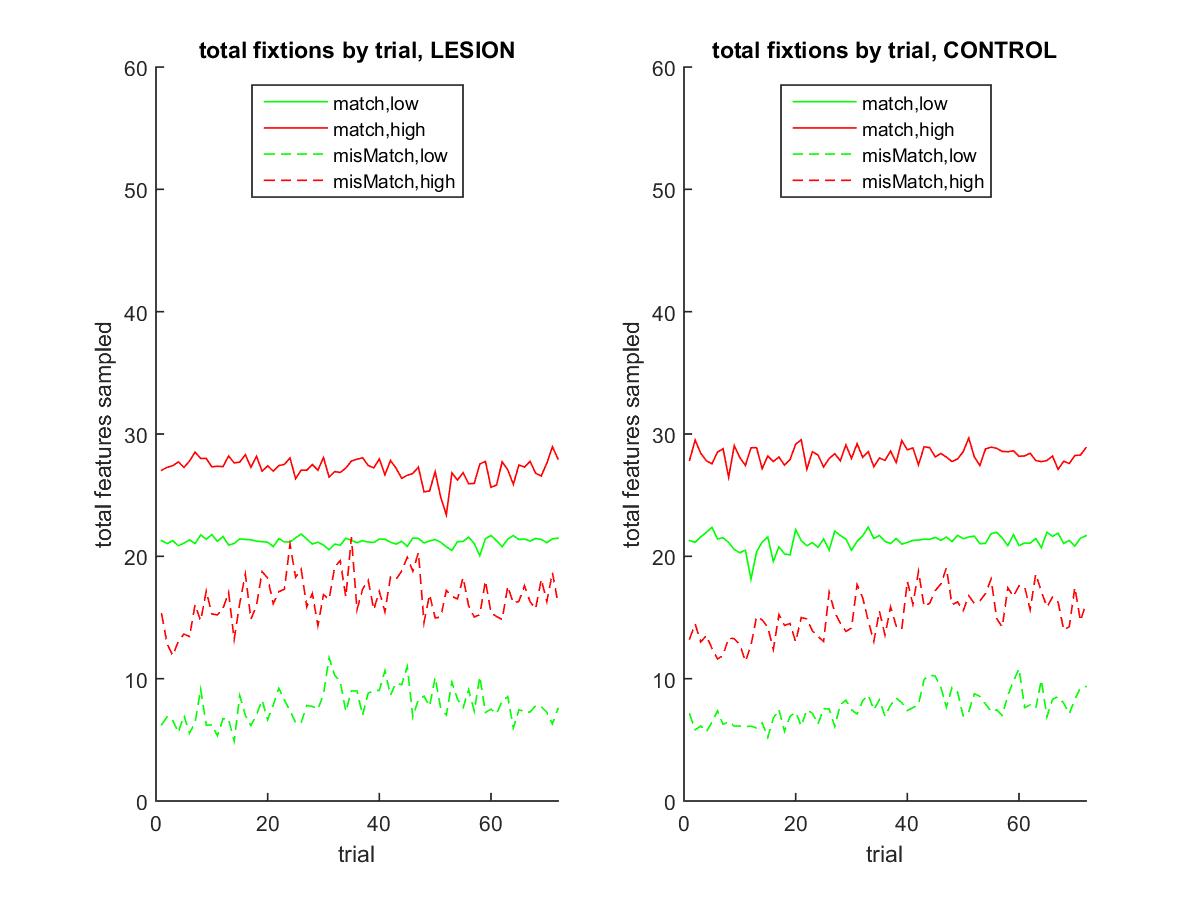 total fixtions by trial, LESION
match,low
match,high
misMatch,low
misMatch,high
60
50
40
30
20
10
0
total features sampled
0 20 40 60
trial
total fixtions by trial, CONTROL
match,low
match,high
misMatch,low
misMatch,high
60
50
40
30
20
10
0
total features sampled
0 20 40 60
trial